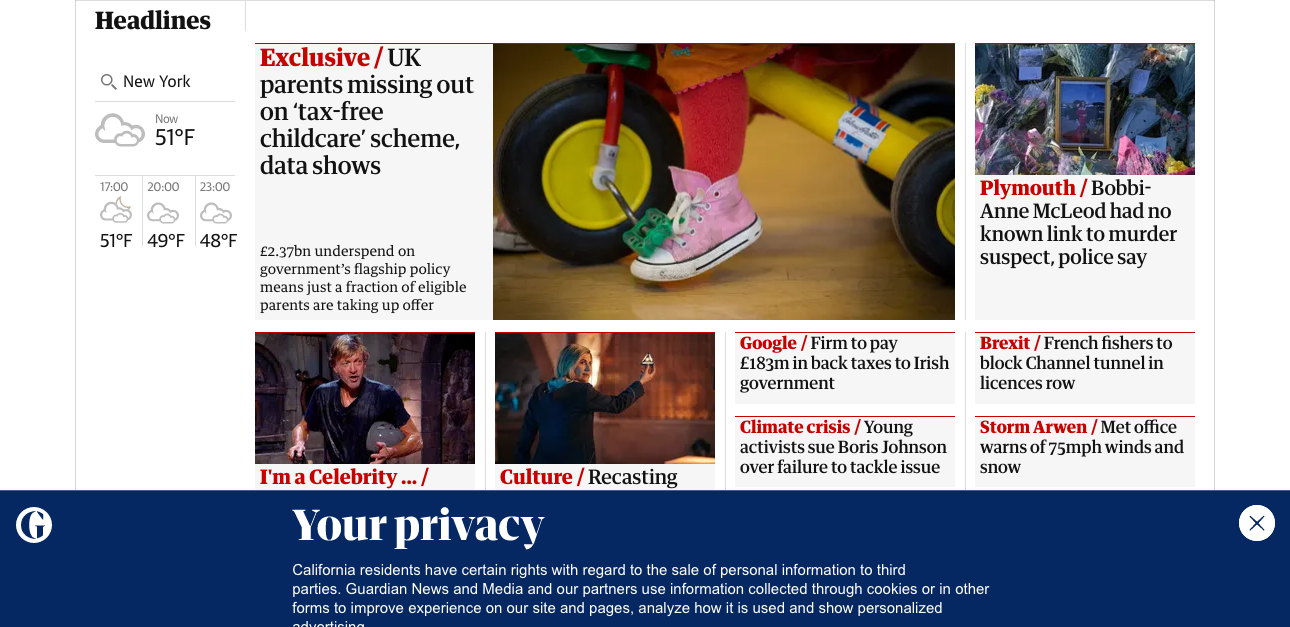 Headlines
New York
Now
51°F
17:00
20:00
23:00
51°F
49°F
48°F
Exclusive / UK
parents missing out
on ‘tax-free
childcare’ scheme,
data shows
£2.37bn underspend on
government’s flagship policy
means just a fraction of eligible
parents are taking up offer
Plymouth / Bobbi-
Anne McLeod had no
known link to murder
suspect, police say
I'm a Celebrity ... /
Culture / Recasting
Google / Firm to pay
£183m in back taxes to Irish
government
Climate crisis / Young
activists sue Boris Johnson
over failure to tackle issue
Brexit / French fishers to
block Channel tunnel in
licences row
Storm Arwen / Met office
warns of 75mph winds and
snow
G
Your privacy
California residents have certain rights with regard to the sale of personal information to third
parties. Guardian News and Media and our partners use information collected through cookies or in other
forms to improve experience on our site and pages, analyze how it is used and show personalized
advertising.